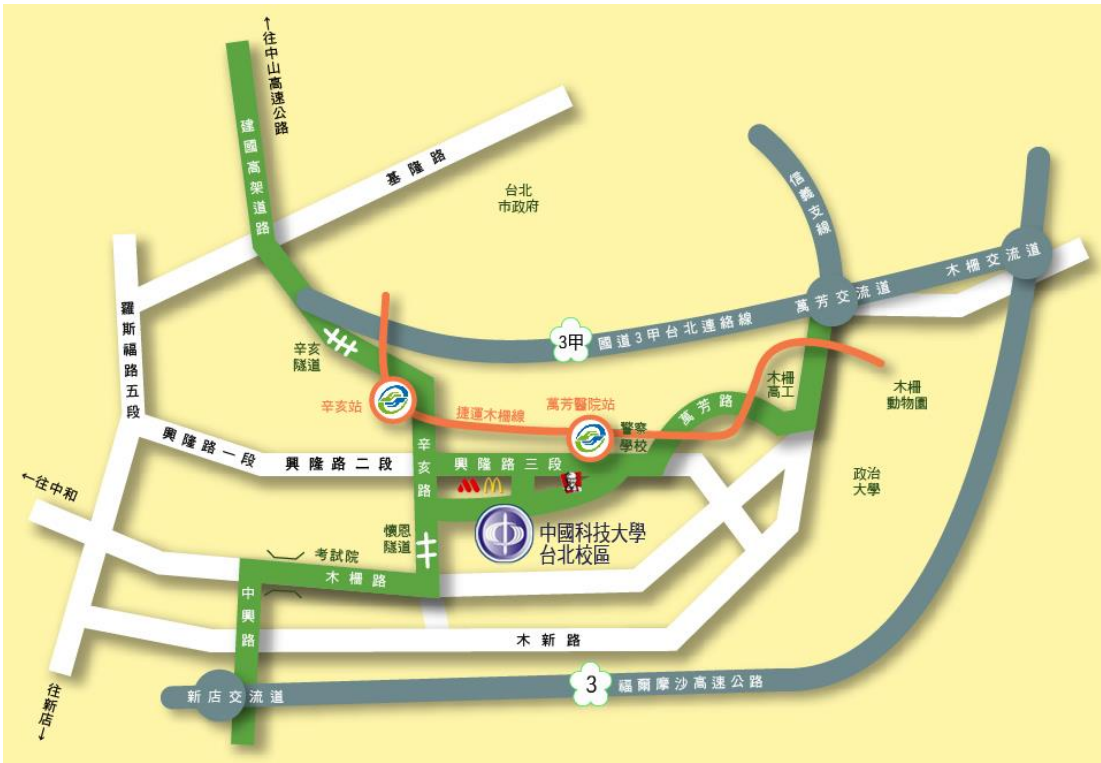 ↑往中山高速公路
建國高架道路
基隆路
台北
市政府
信義支線
木柵交流道
萬芳交流道
羅斯福路五段
3甲
國道3甲台北連絡線
辛亥
隧道
木柵
高工
木柵
動物園
辛亥站
捷運木柵線
萬芳醫院站
萬芳路
警察
學校
興隆路一段
興隆路二段
辛亥路
興隆路三段
政治
大學
←往中和
KFC
中國科技大學
台北校區
懷恩
隧道
考試院
木柵路
中興路
木新路
新店交流道
3
福爾摩沙高速公路
往新店↓